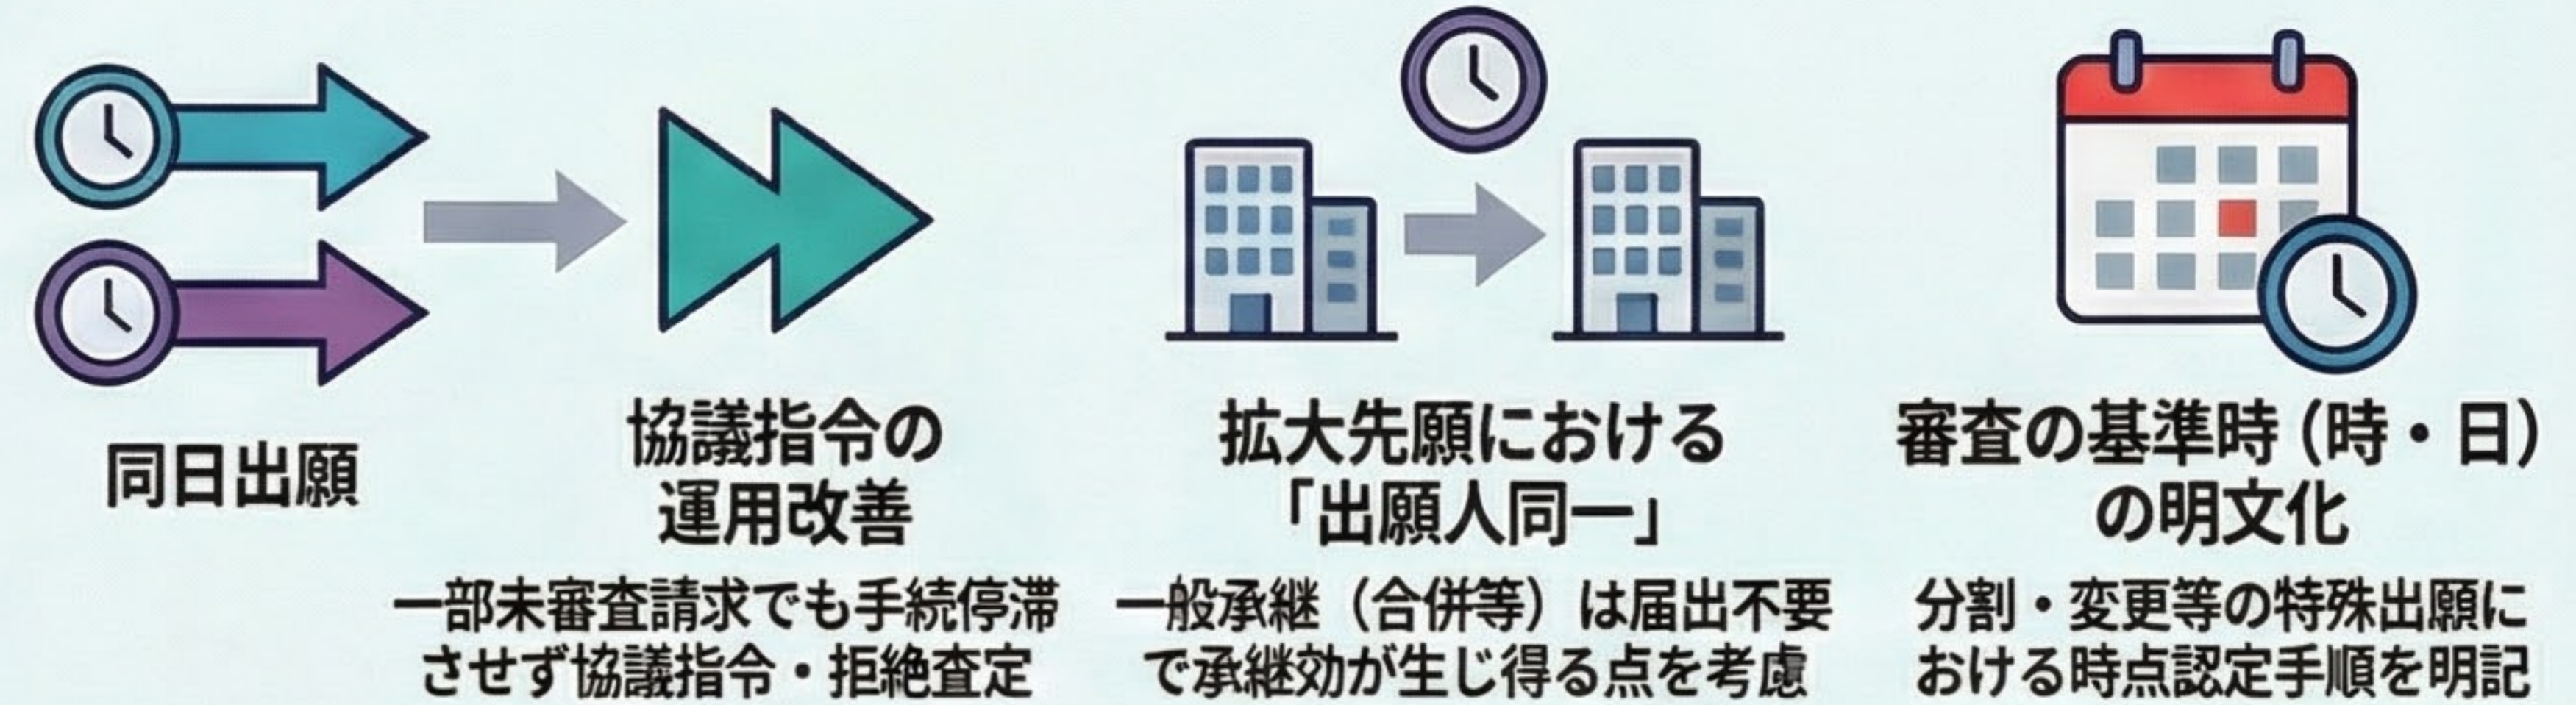 同日出願
協議指令の
運用改善
一部未審査請求でも手続停滞
させず協議指令・拒絶査定
拡大先願における
「出願人同一」
一般承継（合併等）は届出不要
で承継効が生じ得る点を考慮
審査の基準時（時・日）
の明文化
分割・変更等の特殊出願に
おける時点認定手順を明記